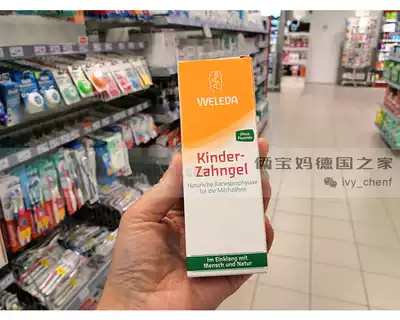 WELEDA
Ohne
Fluoride
Kinder-
Zahngel
Natürliche Kariesprophylaxe
für die Milchzähne
Im Einklang mit
Mensch und Natur
俩宝妈德国之家
ivy_chenf